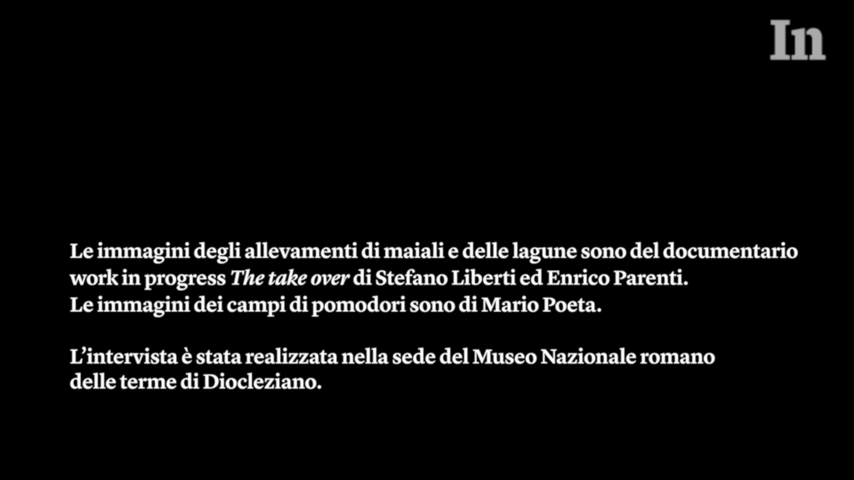 In
Le immagini degli allevamenti di maiali e delle lagune sono del documentario
work in progress The take over di Stefano Liberti ed Enrico Parenti.
Le immagini dei campi di pomodori sono di Mario Poeta.
L'intervista è stata realizzata nella sede del Museo Nazionale romano
delle terme di Diocleziano.